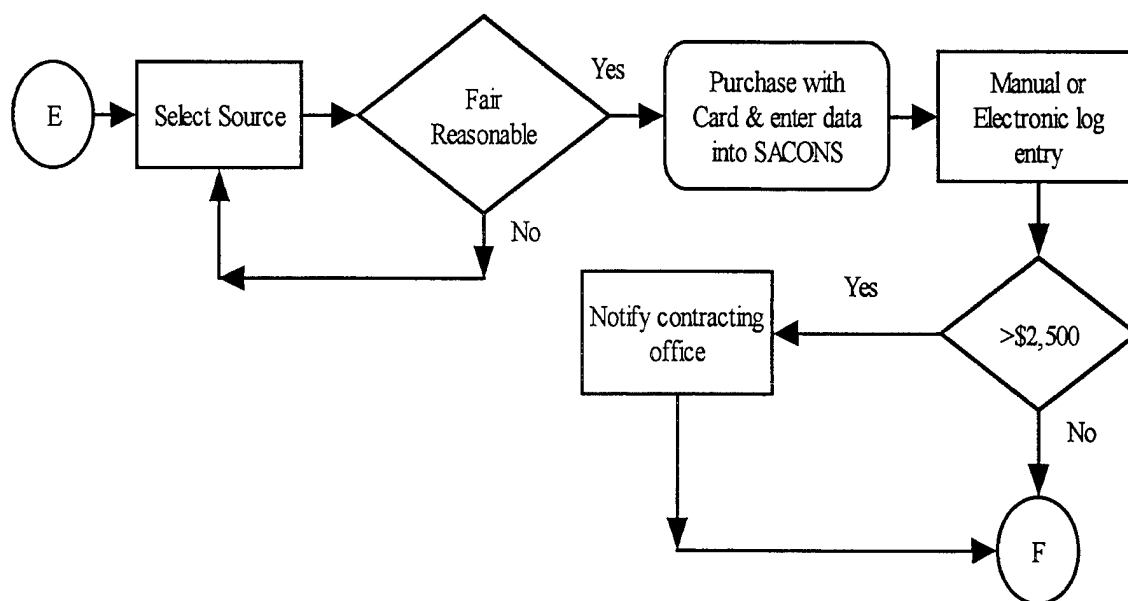 E
Select Source
Fair
Reasonable
Yes
No
Purchase with
Card & enter data
into SACONS
Manual or
Electronic log
entry
>$2,500
Yes
Notify contracting
office
No
F